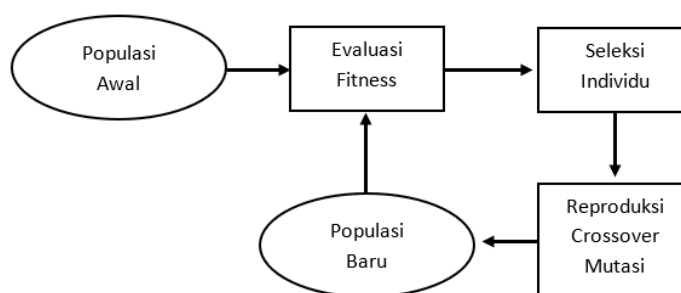 Populasi
Awal
Evaluasi
Fitness
Seleksi
Individu
Reproduksi
Crossover
Mutasi
Populasi
Baru